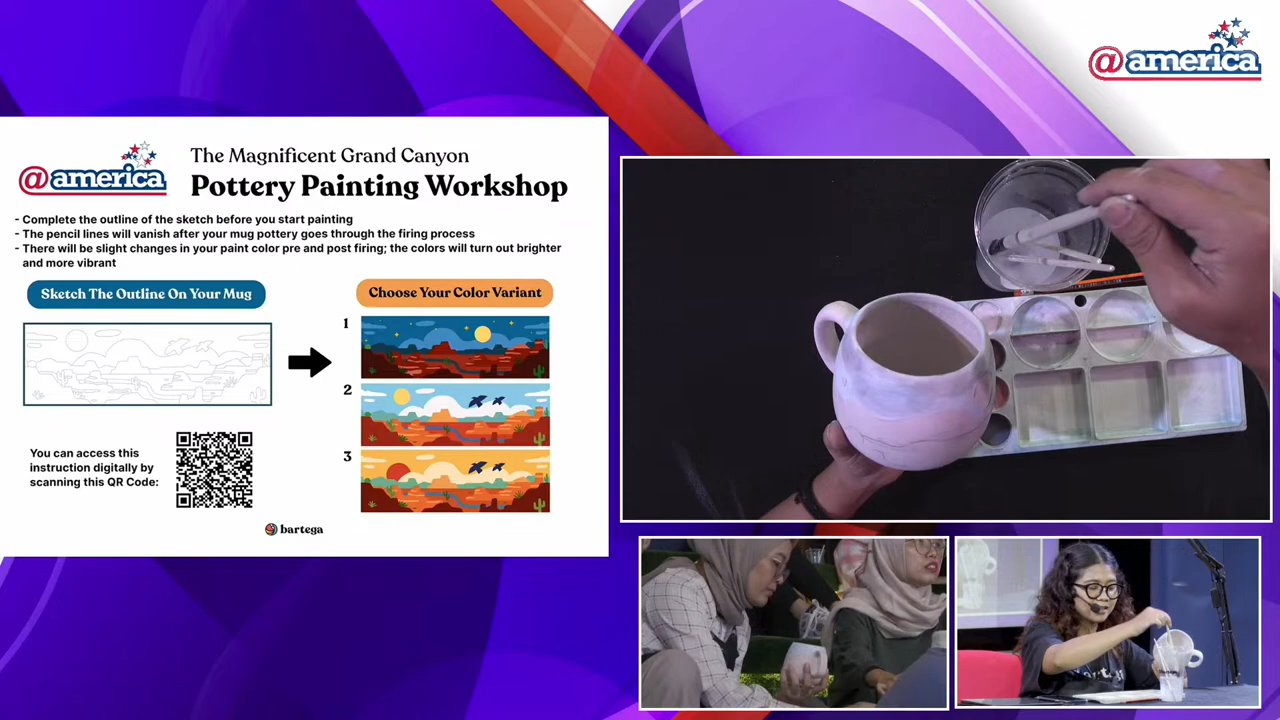 @america
@america
The Magnificent Grand Canyon
Pottery Painting Workshop
- Complete the outline of the sketch before you start painting
- The pencil lines will vanish after your mug pottery goes through the firing process
- There will be slight changes in your paint color pre and post firing; the colors will turn out brighter
and more vibrant
Sketch The Outline On Your Mug
Choose Your Color Variant
1
2
3
You can access this
instruction digitally by
scanning this QR Code:
bartega